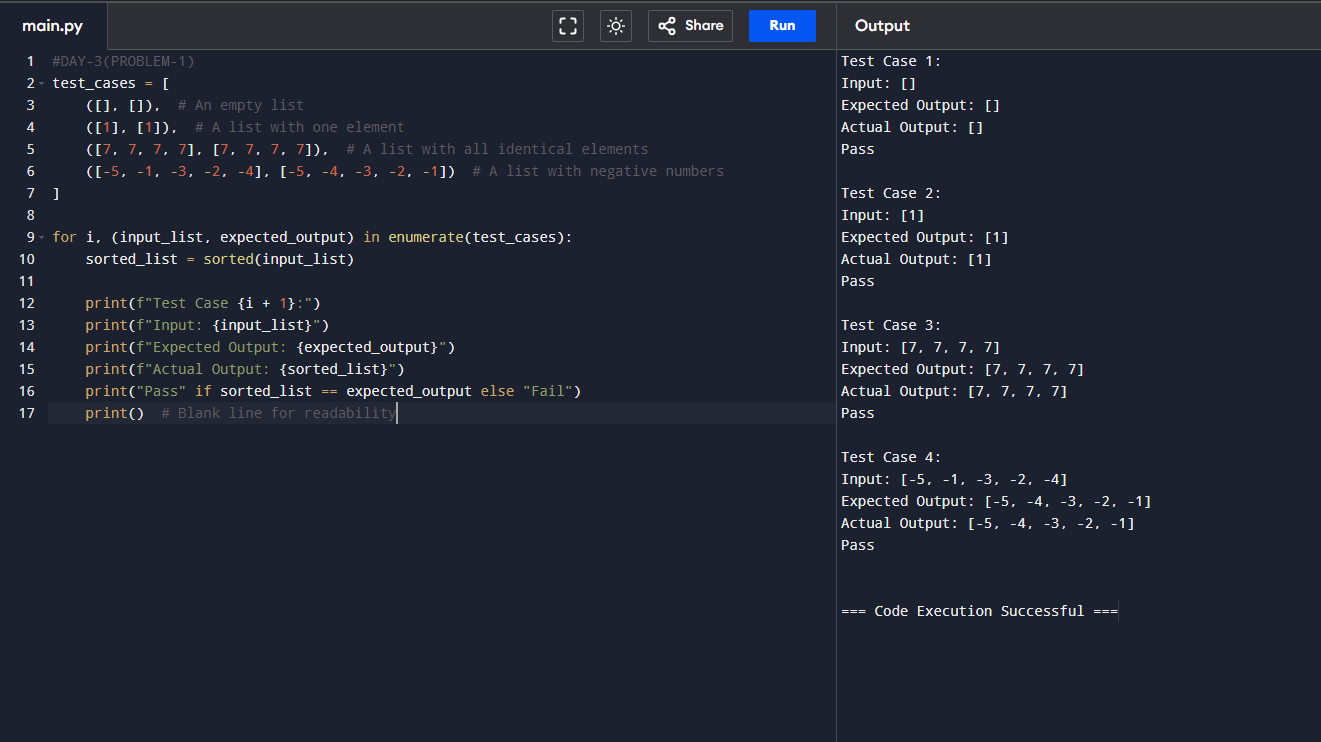 main.py
Share
Run
Output
1 #DAY-3(PROBLEM-1)
2 test_cases = [
3     ([], []),  # An empty list
4     ([1], [1]),  # A list with one element
5     ([7, 7, 7, 7], [7, 7, 7, 7]),  # A list with all identical elements
6     ([-5, -1, -3, -2, -4], [-5, -4, -3, -2, -1])  # A list with negative numbers
7 ]
8
9 for i, (input_list, expected_output) in enumerate(test_cases):
10     sorted_list = sorted(input_list)
11
12     print(f"Test Case {i + 1}:")
13     print(f"Input: {input_list}")
14     print(f"Expected Output: {expected_output}")
15     print(f"Actual Output: {sorted_list}")
16     print("Pass" if sorted_list == expected_output else "Fail")
17     print()  # Blank line for readability
Test Case 1:
Input: []
Expected Output: []
Actual Output: []
Pass
Test Case 2:
Input: [1]
Expected Output: [1]
Actual Output: [1]
Pass
Test Case 3:
Input: [7, 7, 7, 7]
Expected Output: [7, 7, 7, 7]
Actual Output: [7, 7, 7, 7]
Pass
Test Case 4:
Input: [-5, -1, -3, -2, -4]
Expected Output: [-5, -4, -3, -2, -1]
Actual Output: [-5, -4, -3, -2, -1]
Pass
=== Code Execution Successful ===